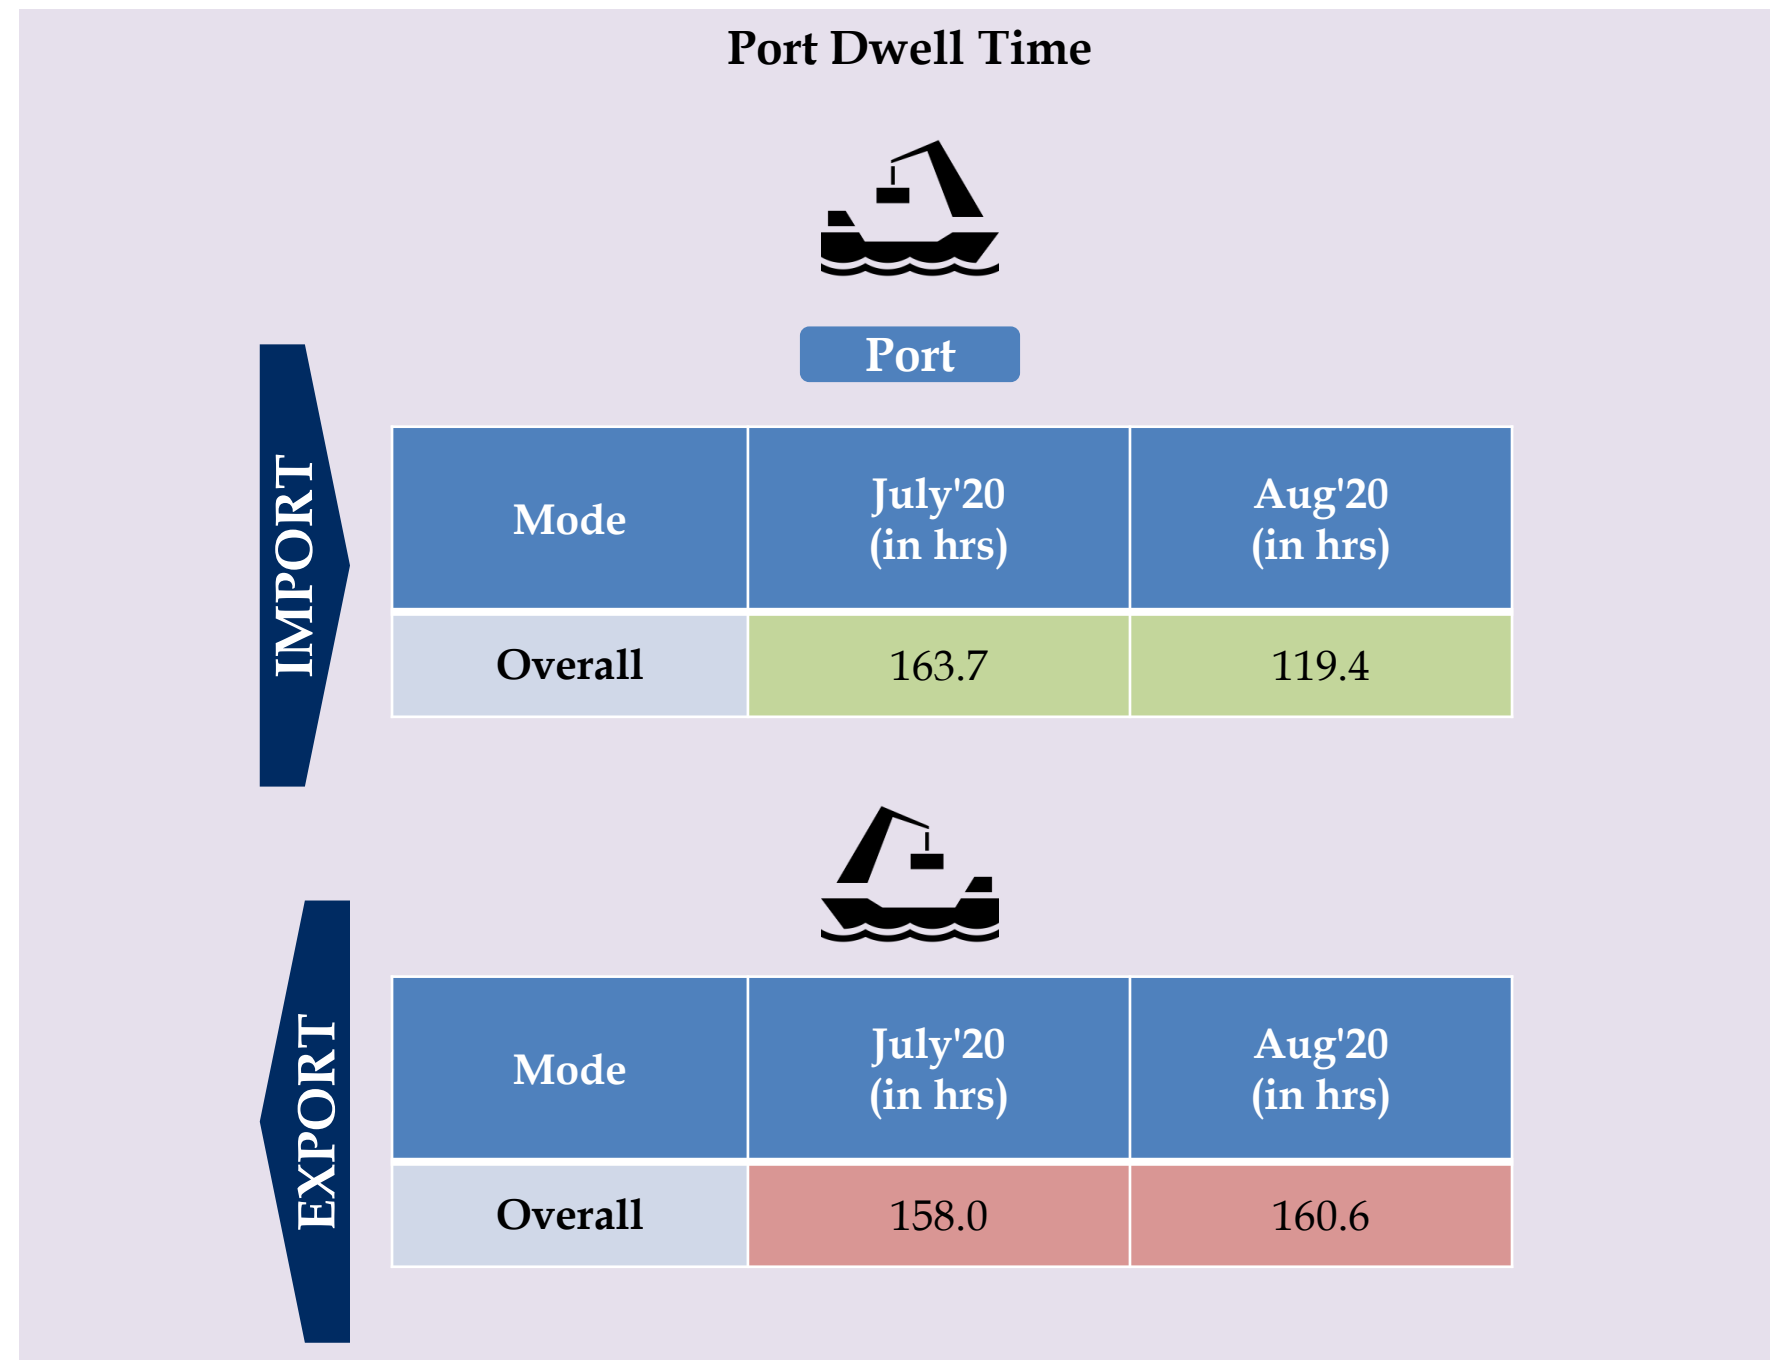 Port Dwell Time
Port
IMPORT
Mode
July'20
(in hrs)
Aug'20
(in hrs)
Overall
163.7
119.4
EXPORT
Mode
July'20
(in hrs)
Aug'20
(in hrs)
Overall
158.0
160.6